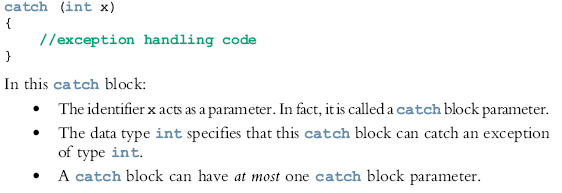 catch (int x)
{
//exception handling code
}
In this catch block:
• The identifier x acts as a parameter. In fact, it is called a catch block parameter.
• The data type int specifies that this catch block can catch an exception
of type int.
• A catch block can have at most one catch block parameter.